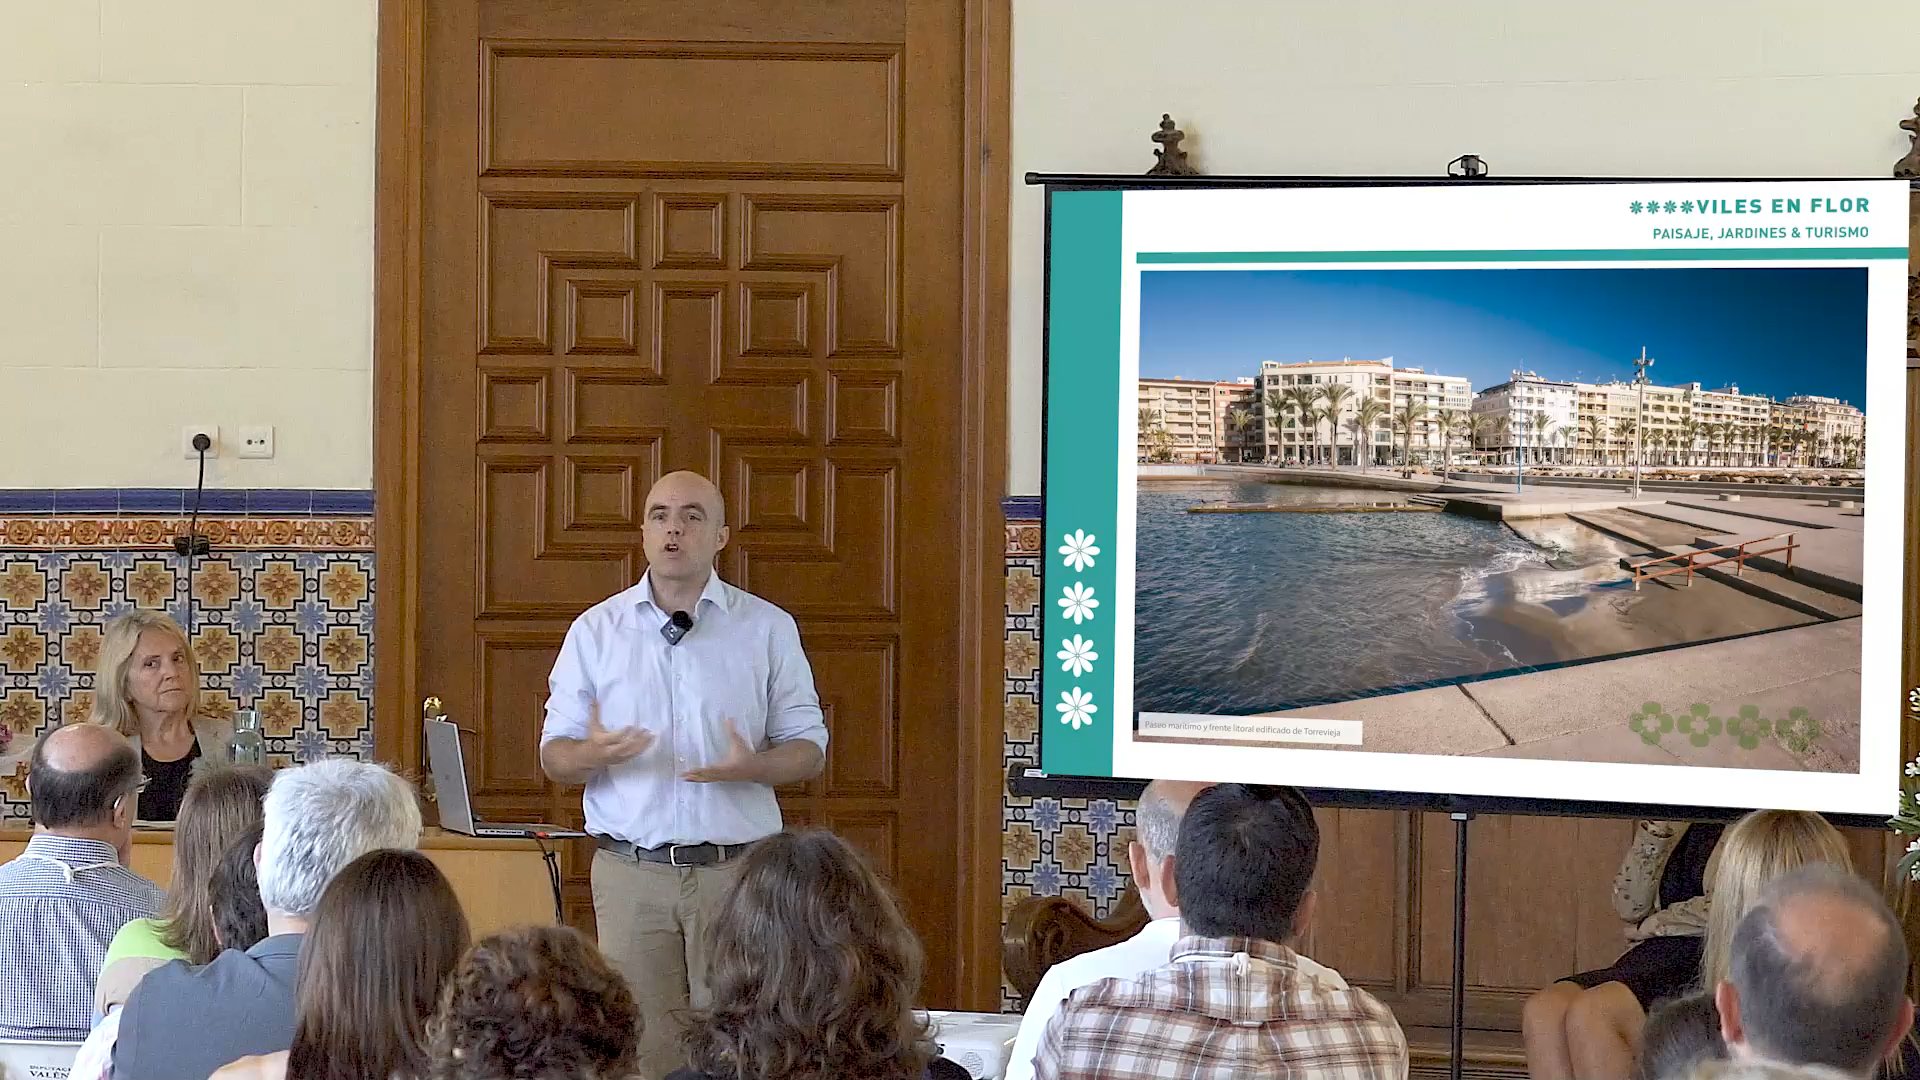 VILES EN FLOR
PAISAJE, JARDINES & TURISMO
Paseo marítimo y frente litoral edificado de Torrevieja